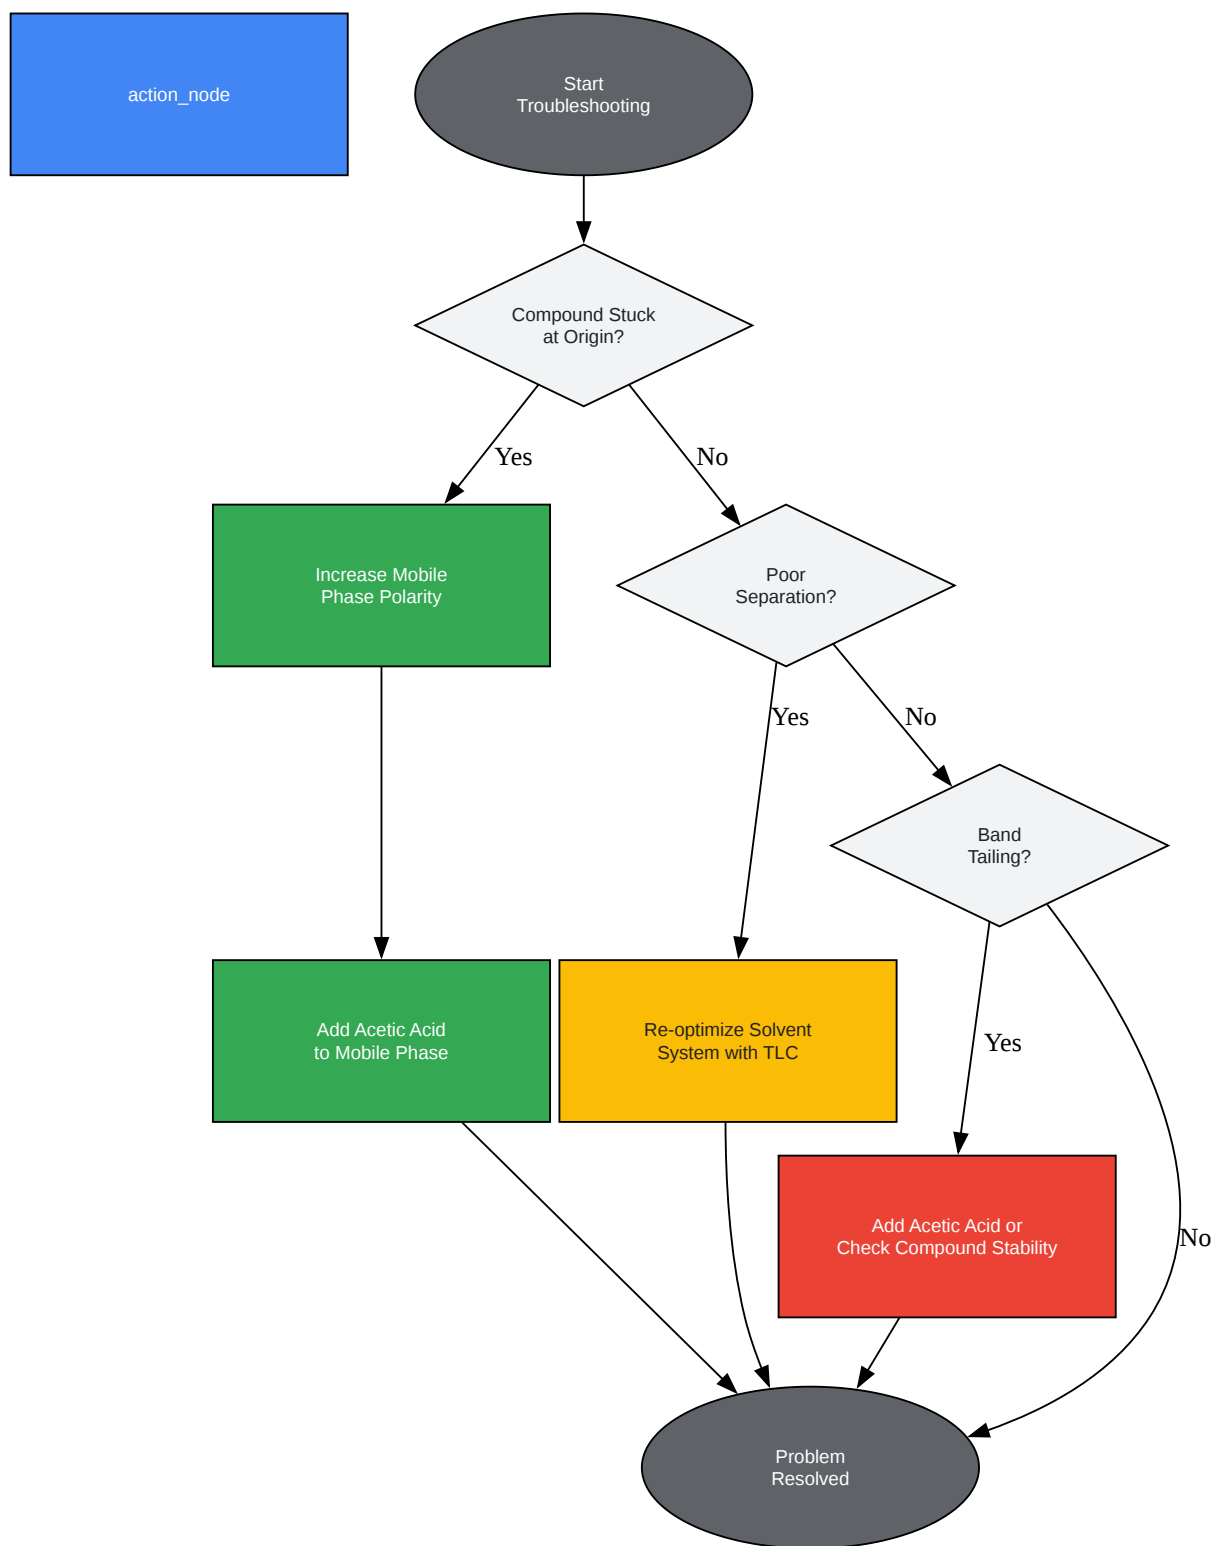 action_node
Start
Troubleshooting
Compound Stuck
at Origin?
Yes
No
Increase Mobile
Phase Polarity
Poor
Separation?
Yes
No
Band
Tailing?
Add Acetic Acid
to Mobile Phase
Re-optimize Solvent
System with TLC
Yes
Add Acetic Acid or
Check Compound Stability
No
Problem
Resolved